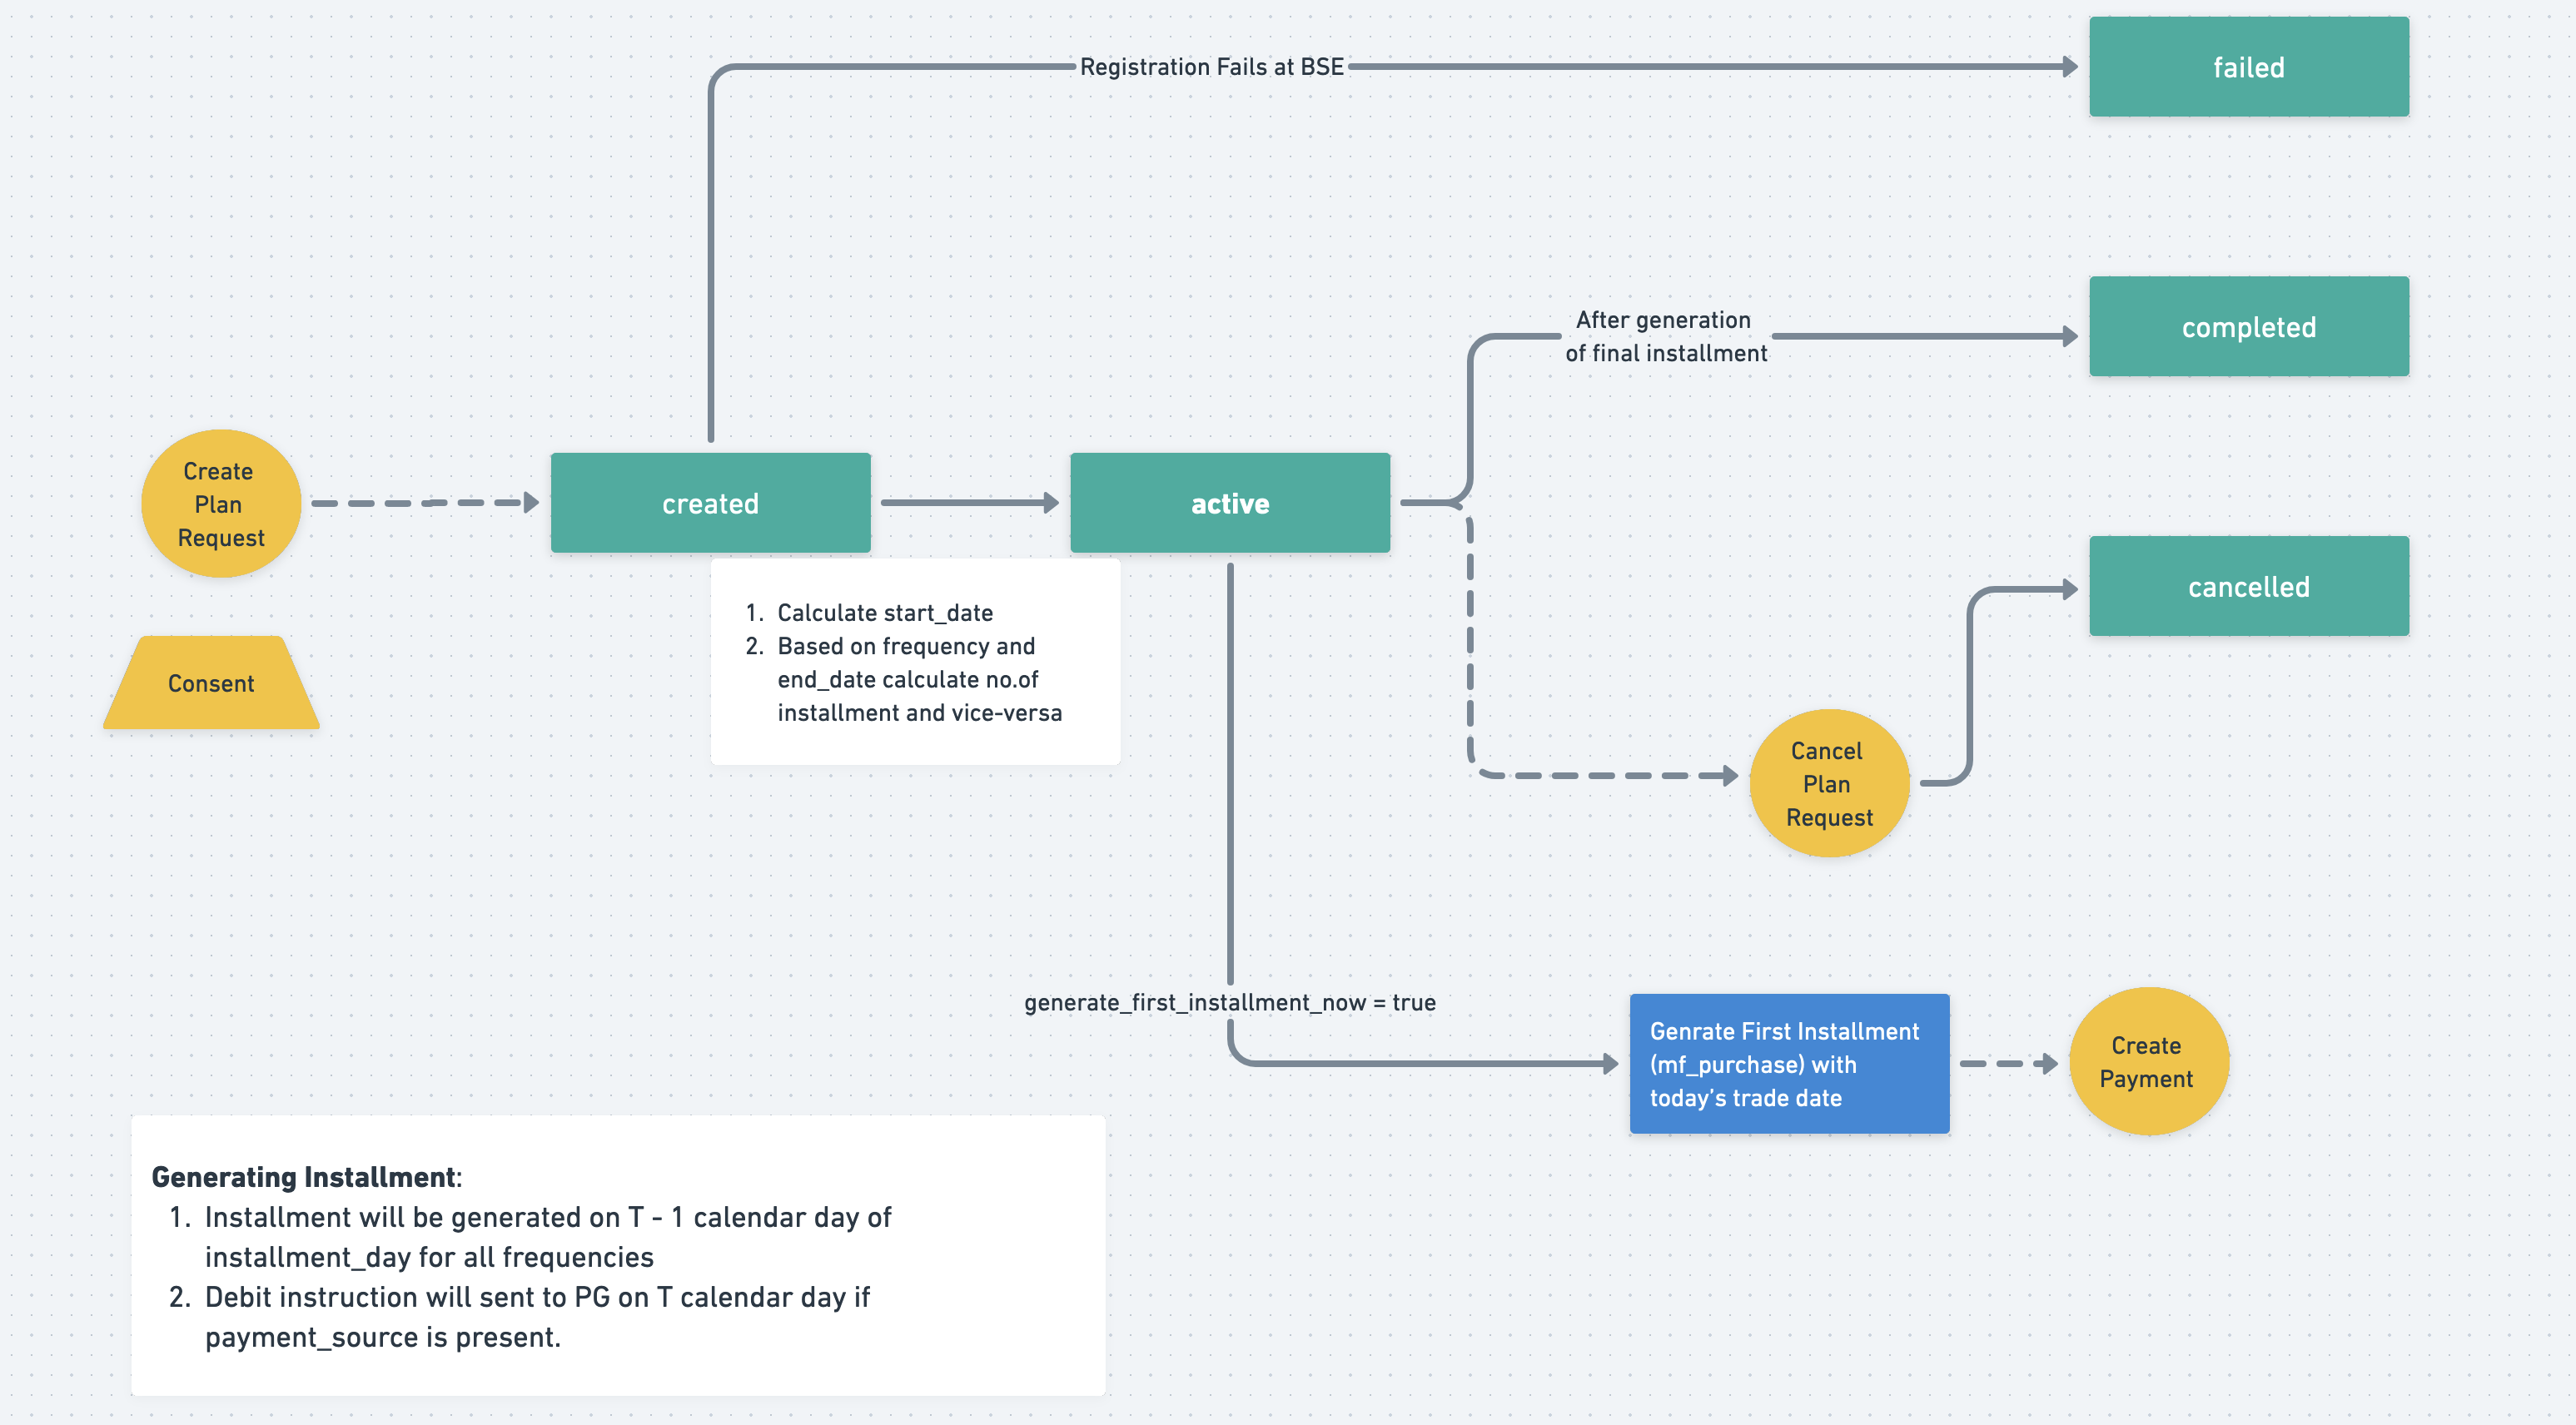 Registration Fails at BSE
failed
After generation
of final installment
completed
Create
Plan
Request
created
active
cancelled
Consent
1. Calculate start_date
2. Based on frequency and
end_date calculate no.of
installment and vice-versa
Cancel
Plan
Request
generate_first_installment_now = true
Genrate First Installment
(mf_purchase) with
today’s trade date
Create
Payment
Generating Installment:
1. Installment will be generated on T - 1 calendar day of
installment_day for all frequencies
2. Debit instruction will sent to PG on T calendar day if
payment_source is present.